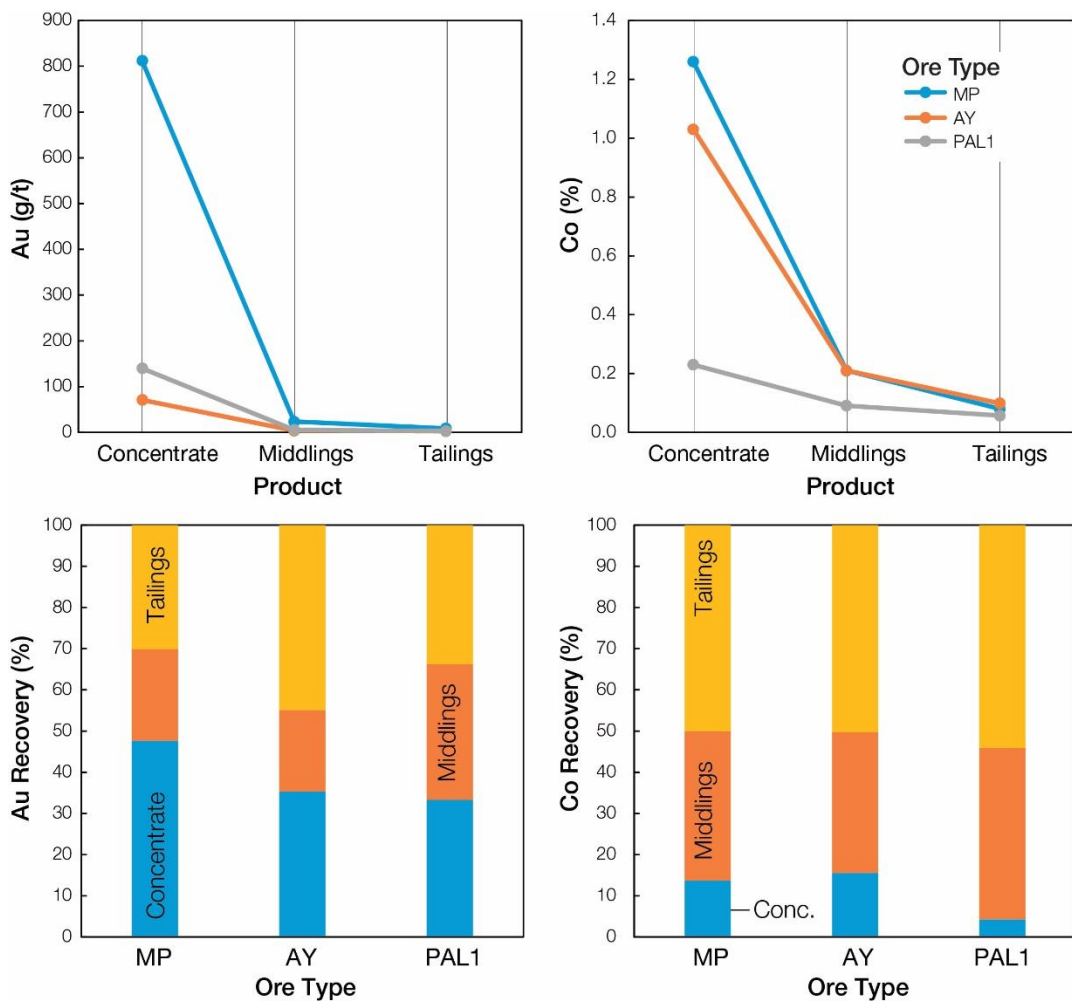 Au (g/t)
900
800
700
600
500
400
300
200
100
0
Concentrate Middlings Tailings
Product
Co (%)
1.4
1.2
1.0
0.8
0.6
0.4
0.2
0.0
Ore Type
MP
AY
PAL1
Concentrate Middlings Tailings
Product
Au Recovery (%)
100
90
80
70
60
50
40
30
20
10
0
Tailings
Middlings
Concentrate
MP AY PAL1
Ore Type
Co Recovery (%)
100
90
80
70
60
50
40
30
20
10
0
Tailings
Middlings
Conc.
MP AY PAL1
Ore Type